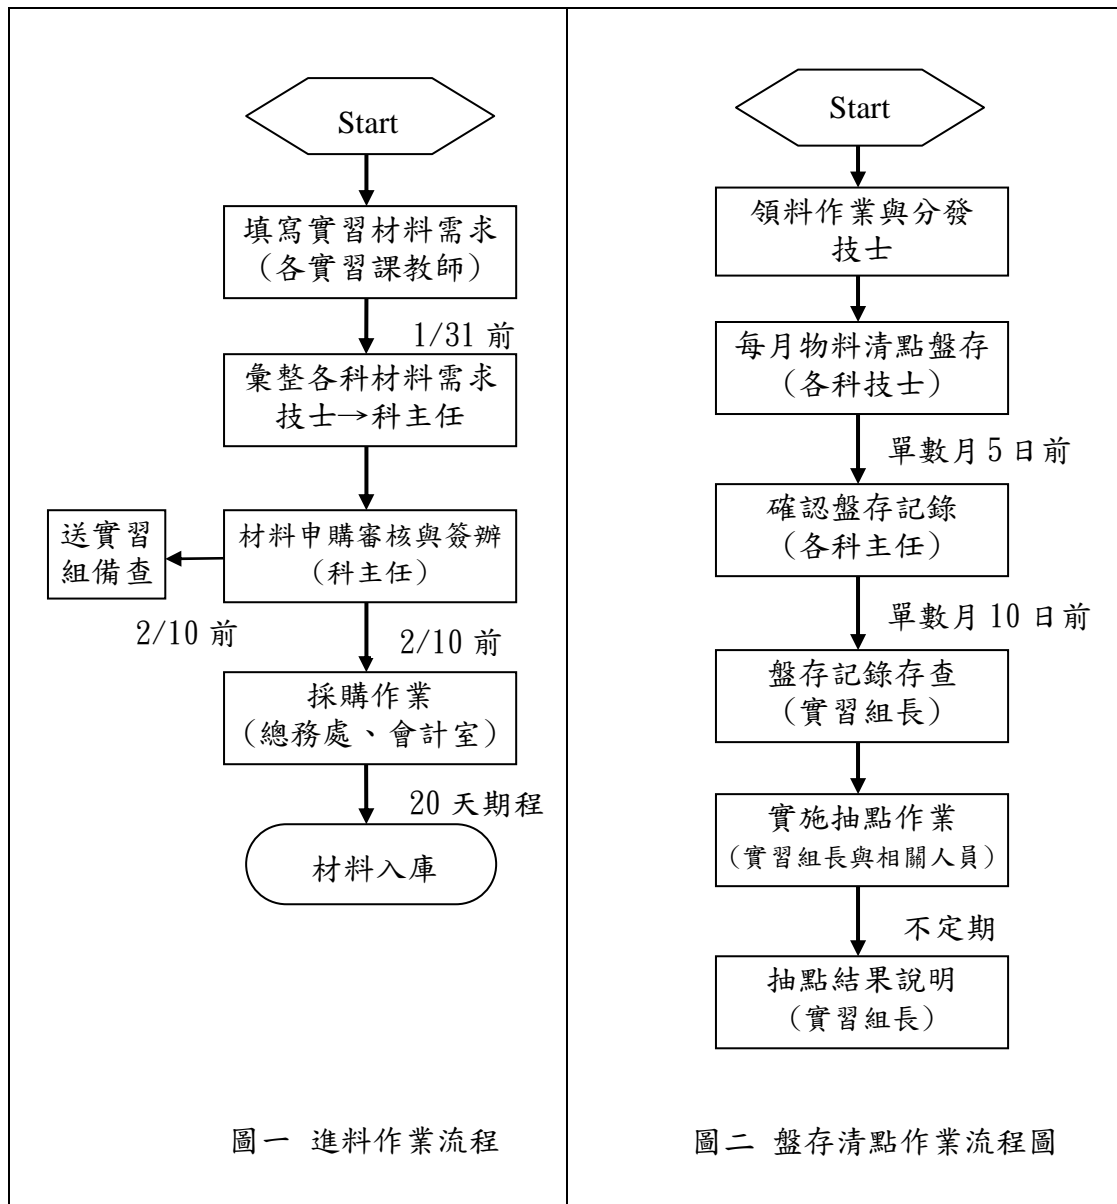 Start
填寫實習材料需求
(各實習課教師)
1/31 前
彙整各科材料需求
技士→科主任
材料申購審核與簽辦
(科主任)
送實習
組備查
2/10 前
2/10 前
採購作業
(總務處、會計室)
20 天期程
材料入庫
圖一 進料作業流程
Start
領料作業與分發
技士
每月物料清點盤存
(各科技士)
單數月 5 日前
確認盤存記錄
(各科主任)
單數月 10 日前
盤存記錄存查
(實習組長)
實施抽點作業
(實習組長與相關人員)
不定期
抽點結果說明
(實習組長)
圖二 盤存清點作業流程圖